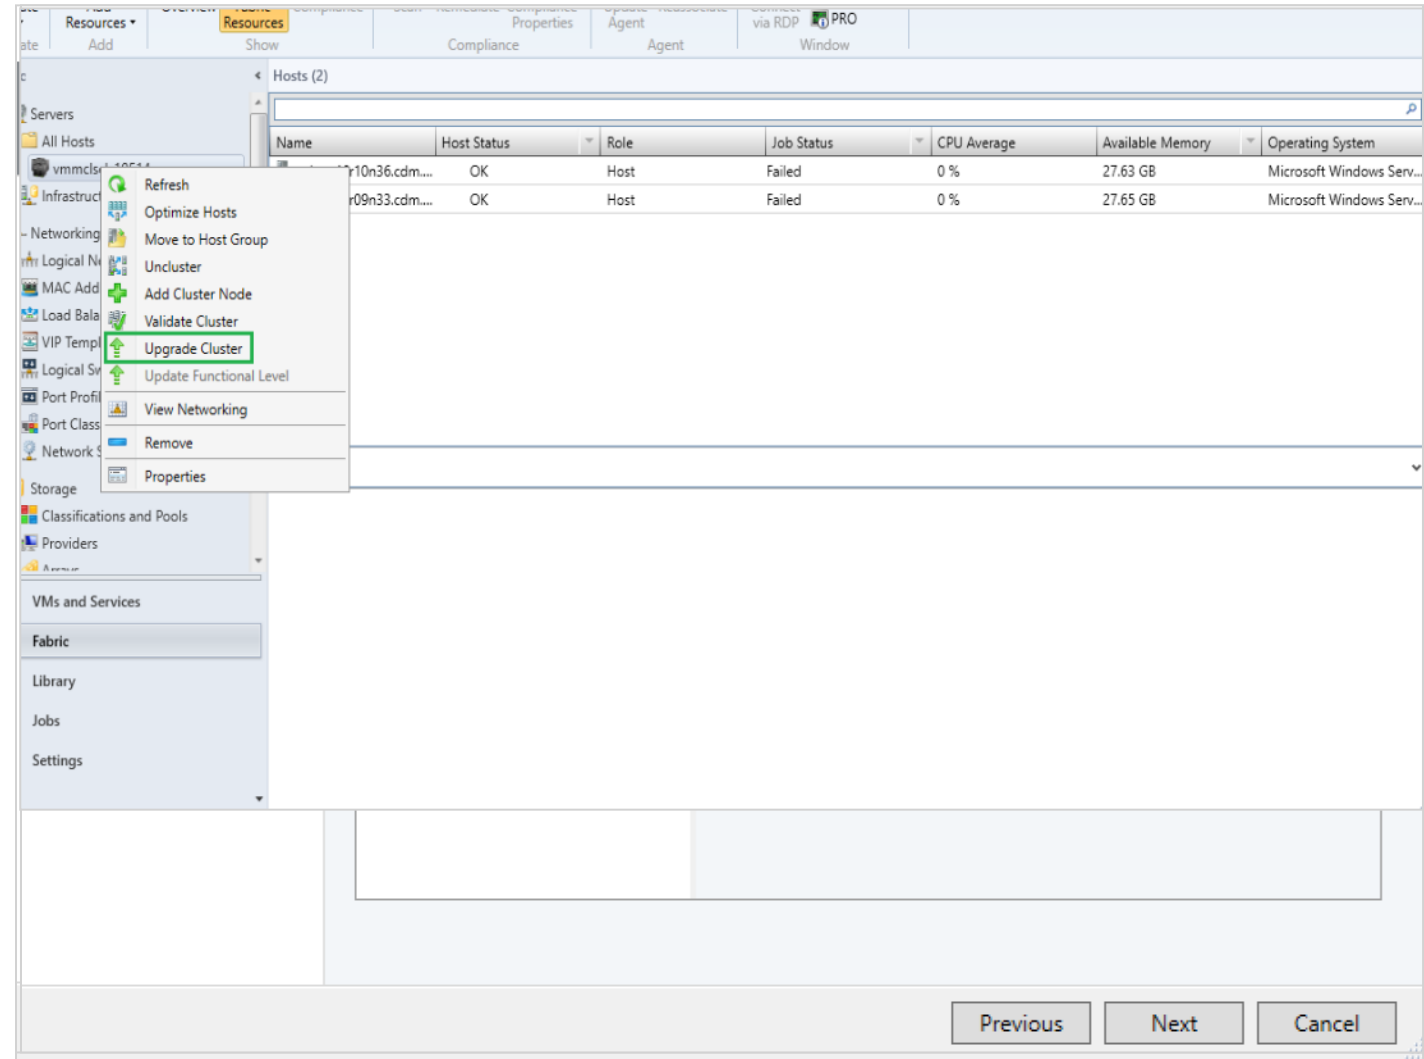 Resources
Resources
Properties
Agent
via RDP
PRO
Add
Show
Compliance
Agent
Window
Hosts (2)
Servers
All Hosts
Name Host Status Role Job Status CPU Average Available Memory Operating System
r10n36.cdm.... OK Host Failed 0 % 27.63 GB Microsoft Windows Serv...
r09n33.cdm.... OK Host Failed 0 % 27.65 GB Microsoft Windows Serv...
Infrastruct
Networking
Logical Ne
MAC Add
Load Bala
VIP Templ
Logical Sw
Port Profil
Port Class
Network S
Storage
Classifications and Pools
Providers
Refresh
Optimize Hosts
Move to Host Group
Uncluster
Add Cluster Node
Validate Cluster
Upgrade Cluster
Update Functional Level
View Networking
Remove
Properties
VMs and Services
Fabric
Library
Jobs
Settings
Previous Next Cancel